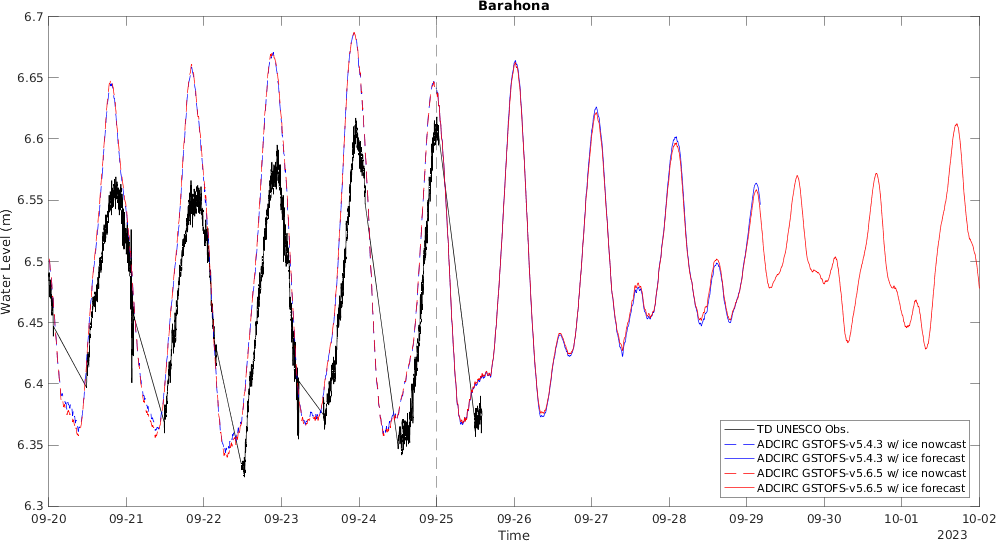 Barahona
6.7
6.65
6.6
6.55
6.5
6.45
6.4
6.35
6.3
Water Level (m)
09-20 09-21 09-22 09-23 09-24 09-25 09-26 09-27 09-28 09-29 09-30 10-01 10-02
Time
2023
TD UNESCO Obs.
ADCIRC GSTOFS-v5.4.3 w/ ice nowcast
ADCIRC GSTOFS-v5.4.3 w/ ice forecast
ADCIRC GSTOFS-v5.6.5 w/ ice nowcast
ADCIRC GSTOFS-v5.6.5 w/ ice forecast